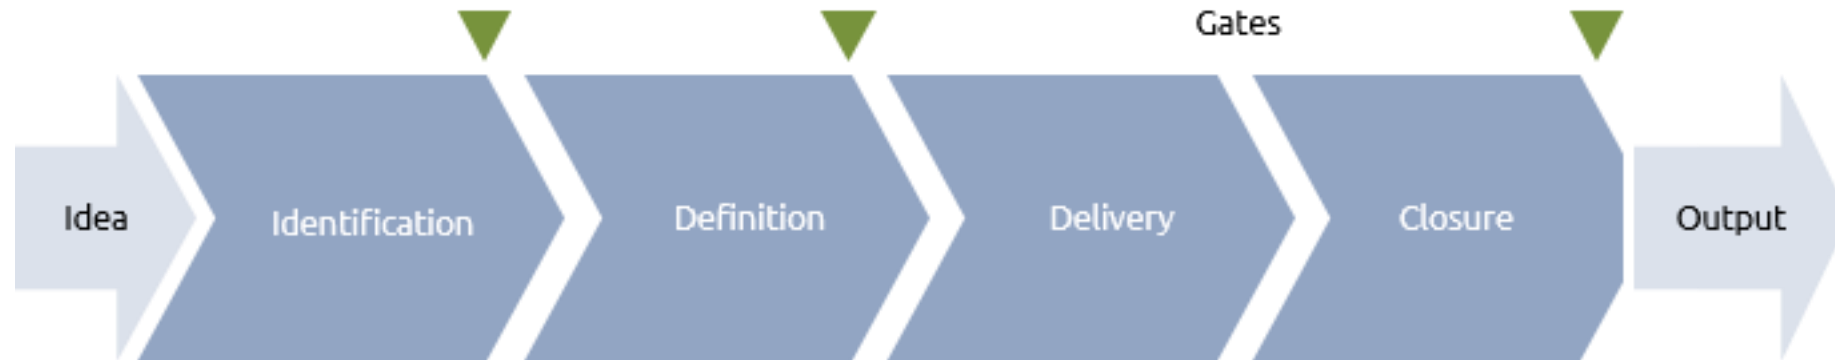 Gates
Idea
Identification
Definition
Delivery
Closure
Output